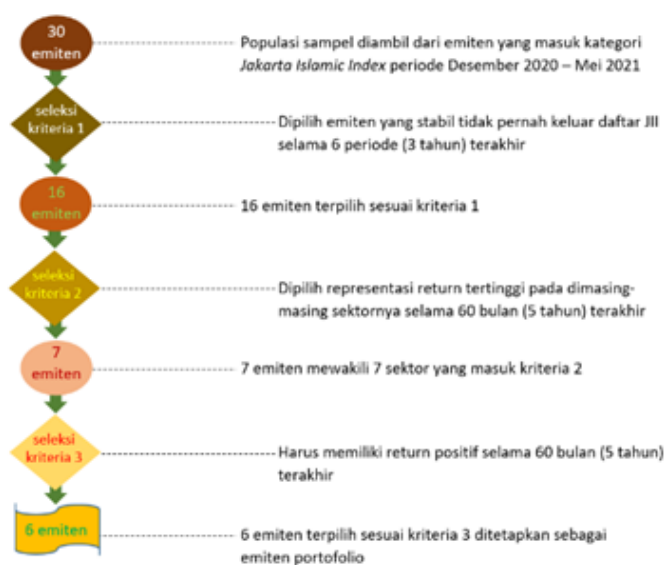 30
emiten
Populasi sampel diambil dari emiten yang masuk kategori
Jakarta Islamic Index periode Desember 2020 – Mei 2021
seleksi
kriteria 1
Dipilih emiten yang stabil tidak pernah keluar daftar JII
selama 6 periode (3 tahun) terakhir
16
emiten
16 emiten terpilih sesuai kriteria 1
seleksi
kriteria 2
Dipilih representasi return tertinggi pada dimasing-
masing sektornya selama 60 bulan (5 tahun) terakhir
7
emiten
7 emiten mewakili 7 sektor yang masuk kriteria 2
seleksi
kriteria 3
Harus memiliki return positif selama 60 bulan (5 tahun)
terakhir
6 emiten
6 emiten terpilih sesuai kriteria 3 ditetapkan sebagai
emiten portofolio